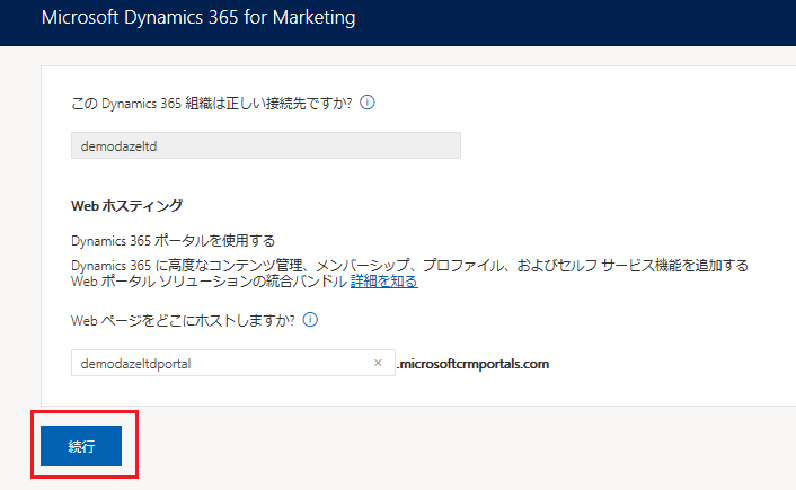 Microsoft Dynamics 365 for Marketing
この Dynamics 365 組織は正しい接続先ですか?
demodazeltd
Web ホスティング
Dynamics 365 ポータルを使用する
Dynamics 365 に高度なコンテンツ管理、メンバーシップ、プロファイル、およびセルフ サービス機能を追加する
Web ポータル ソリューションの統合バンドル 詳細を知る
Web ページをどこにホストしますか?
demodazeltdportal .microsoftcrmportals.com
続行